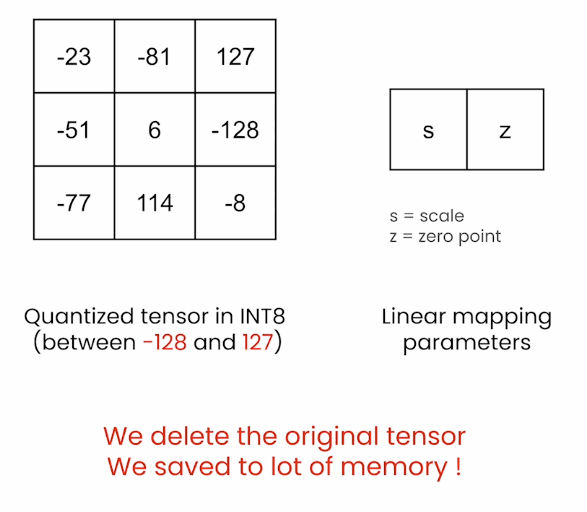 -23 -81 127
-51 6 -128
-77 114 -8
s z
s = scale
z = zero point
Quantized tensor in INT8
(between -128 and 127)
Linear mapping
parameters
We delete the original tensor
We saved to lot of memory !